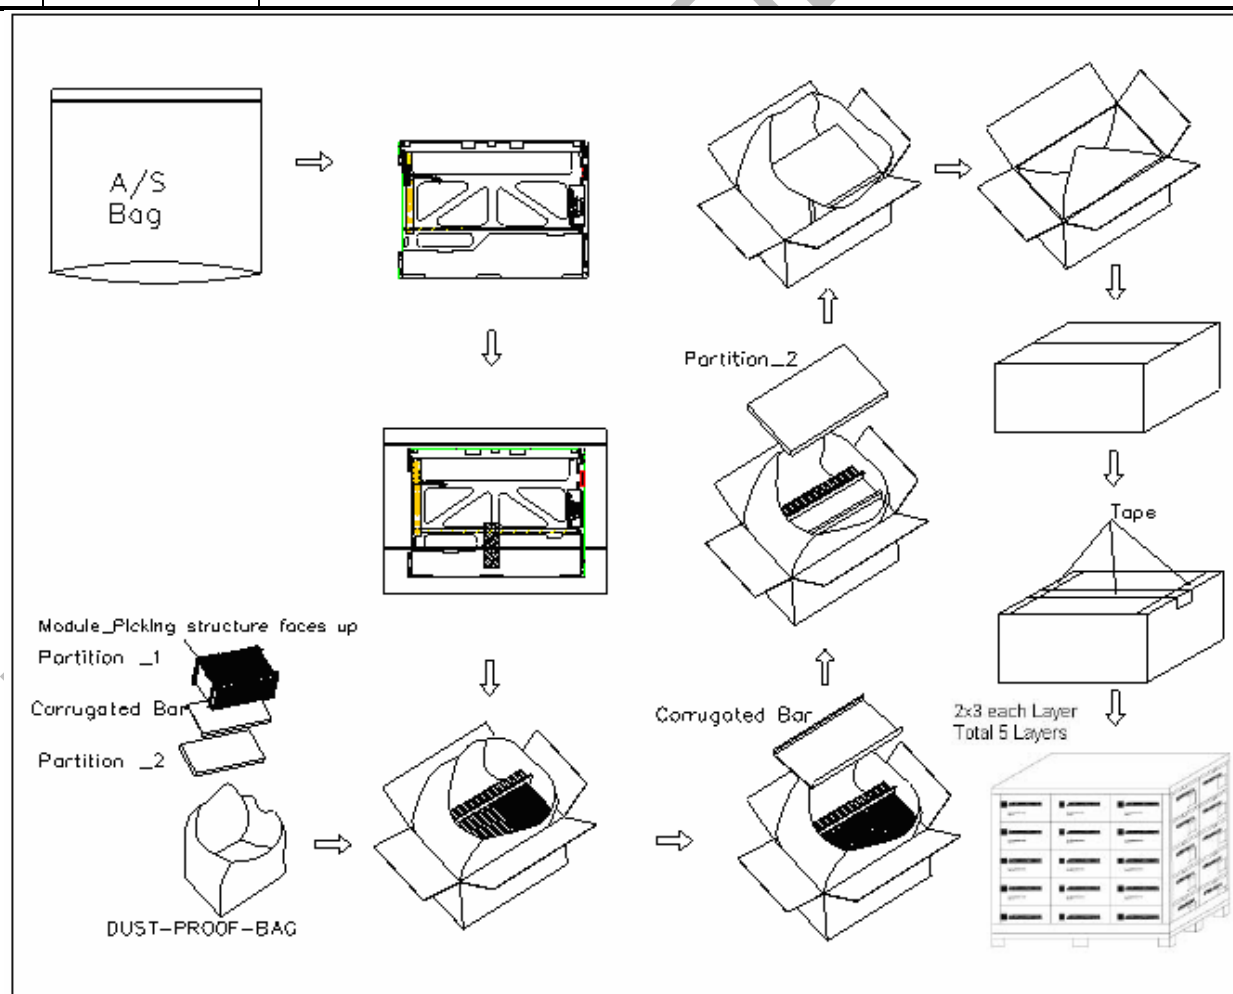 A/S
Bag
Module_Picking structure faces up
Partition _1
Corrugated Bar
Partition _2
DUST-PROOF-BAG
Corrugated Bar
Partition_2
Tape
2x3 each Layer
Total 5 Layers